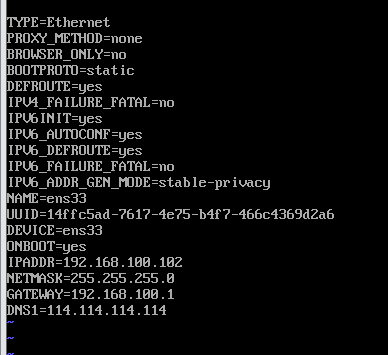 TYPE=Ethernet
PROXY_METHOD=none
BROWSER_ONLY=no
BOOTPROTO=static
DEFROUTE=yes
IPV4_FAILURE_FATAL=no
IPV6INIT=yes
IPV6_AUTOCONF=yes
IPV6_DEFROUTE=yes
IPV6_FAILURE_FATAL=no
IPV6_ADDR_GEN_MODE=stable-privacy
NAME=ens33
UUID=14ffc5ad-7617-4e75-b4f7-466c4369d2a6
DEVICE=ens33
ONBOOT=yes
IPADDR=192.168.100.102
NETMASK=255.255.255.0
GATEWAY=192.168.100.1
DNS1=114.114.114.114
~
~
~